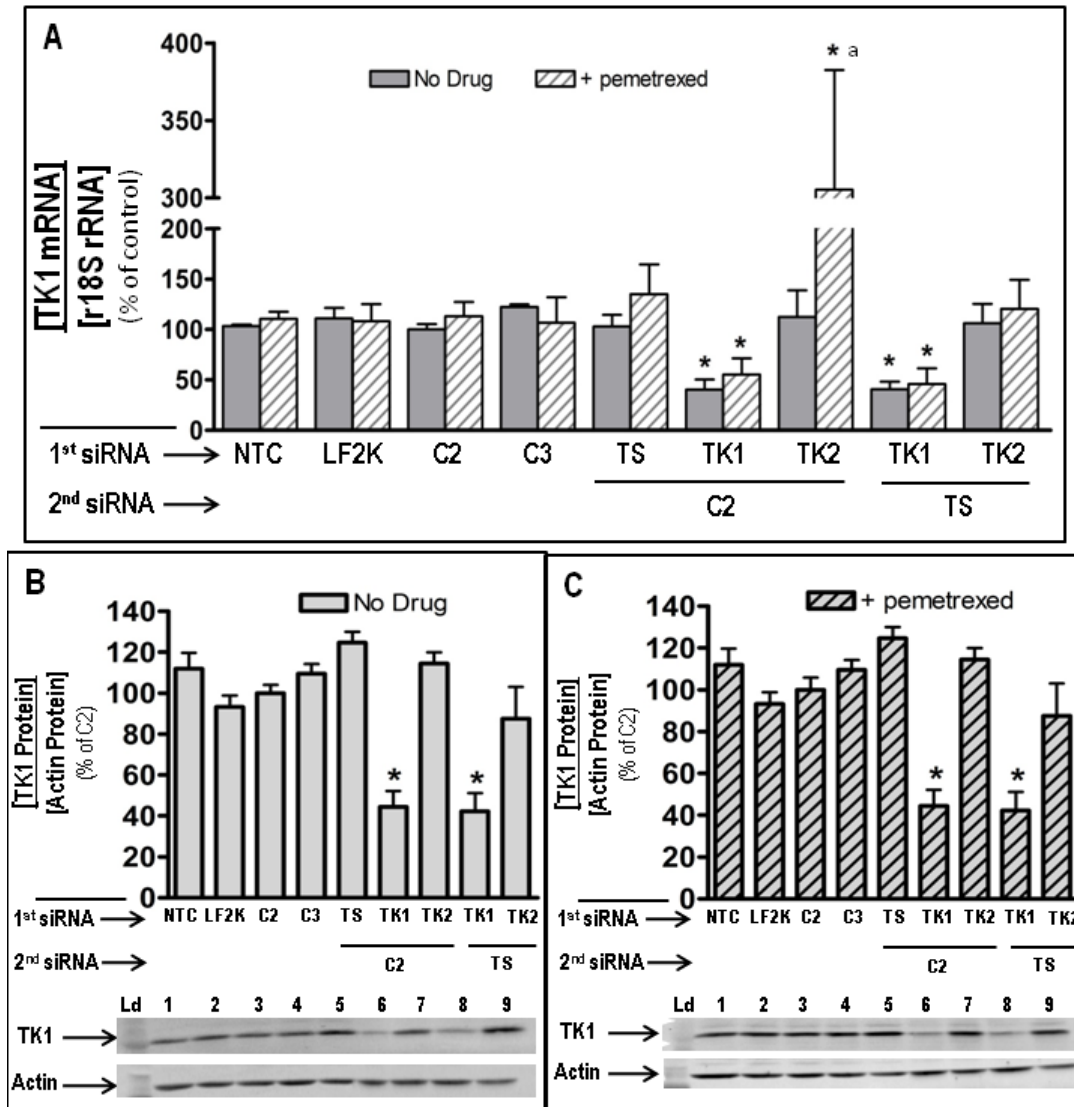 A
400
350
300
200
150
100
50
0
No Drug
+ pemetrexed
* a
* * * *
[TK1 mRNA]
[r18S rRNA]
(% of control)
1st siRNA
NTC LF2K C2 C3 TS TK1 TK2 TK1 TK2
2nd siRNA
C2 TS
B
No Drug
140
120
100
80
60
40
20
0
* *
[TK1 Protein]
[Actin Protein]
(% of C2)
1st siRNA
NTC LF2K C2 C3 TS TK1 TK2 TK1 TK2
2nd siRNA
C2 TS
Ld 1 2 3 4 5 6 7 8 9
TK1
Actin
C
+ pemetrexed
140
120
100
80
60
40
20
0
* *
[TK1 Protein]
[Actin Protein]
(% of C2)
1st siRNA
NTC LF2K C2 C3 TS TK1 TK2 TK1 TK2
2nd siRNA
C2 TS
Ld 1 2 3 4 5 6 7 8 9
TK1
Actin